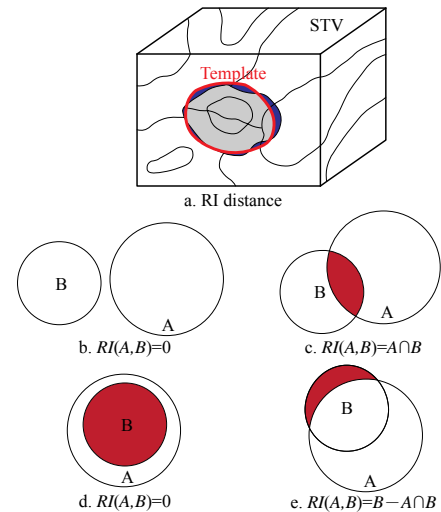 STV
Template
a. RI distance
B
A
b. RI(A,B)=0
B
A
c. RI(A,B)=A∩B
B
A
d. RI(A,B)=0
B
A
e. RI(A,B)=B−A∩B